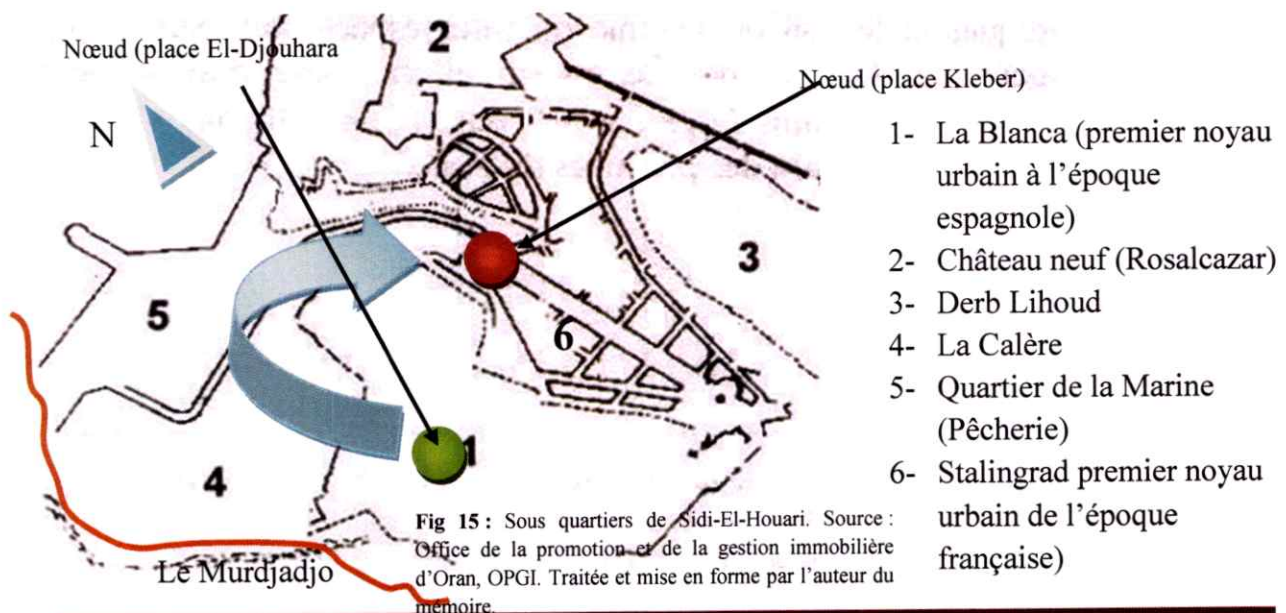 Nœud (place El-Djouhara
Nœud (place Kleber)
N
2
3
5
6
4
1
Le Murdjadjo
1- La Blanca (premier noyau
urbain à l’époque
espagnole)
2- Château neuf (Rosalcazar)
3- Derb Lihoud
4- La Calère
5- Quartier de la Marine
(Pêcherie)
6- Stalingrad premier noyau
urbain de l’époque
française)
Fig 15 : Sous quartiers de Sidi-El-Houari. Source :
Office de la promotion et de la gestion immobilière
d’Oran, OPGI. Traitée et mise en forme par l’auteur du
mémoire.